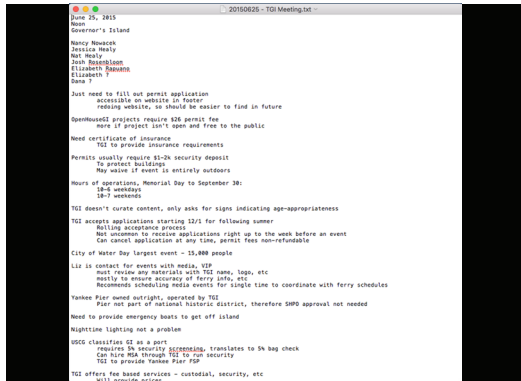 20150625 - TGI Meeting.txt
June 25, 2015
Noon
Governor's Island
Nancy Nowacek
Jessica Healy
Nat Healy
Josh Rosenbloom
Elizabeth Rapuano
Elizabeth ?
Dana ?
Just need to fill out permit application
accessible on website in footer
redoing website, so should be easier to find in future
OpenHouseGI projects require $26 permit fee
more if project isn't open and free to the public
Need certificate of insurance
TGI to provide insurance requirements
Permits usually require $1-2k security deposit
To protect buildings
May waive if event is entirely outdoors
Hours of operations, Memorial Day to September 30:
10-6 weekdays
10-7 weekends
TGI doesn't curate content, only asks for signs indicating age-appropriateness
TGI accepts applications starting 12/1 for following summer
Rolling acceptance process
Not uncommon to receive applications right up to the week before an event
Can cancel application at any time, permit fees non-refundable
City of Water Day largest event - 15,000 people
Liz is contact for events with media, VIP
must review any materials with TGI name, logo, etc
mostly to ensure accuracy of ferry info, etc
Recommends scheduling media events for single time to coordinate with ferry schedules
Yankee Pier owned outright, operated by TGI
Pier not part of national historic district, therefore SHPO approval not needed
Need to provide emergency boats to get off island
Nighttime lighting not a problem
USCG classifies GI as a port
requires 5% security screeneing, translates to 5% bag check
Can hire MSA through TGI to run security
TGI to provide Yankee Pier FSP
TGI offers fee based services - custodial, security, etc
Will provide prices